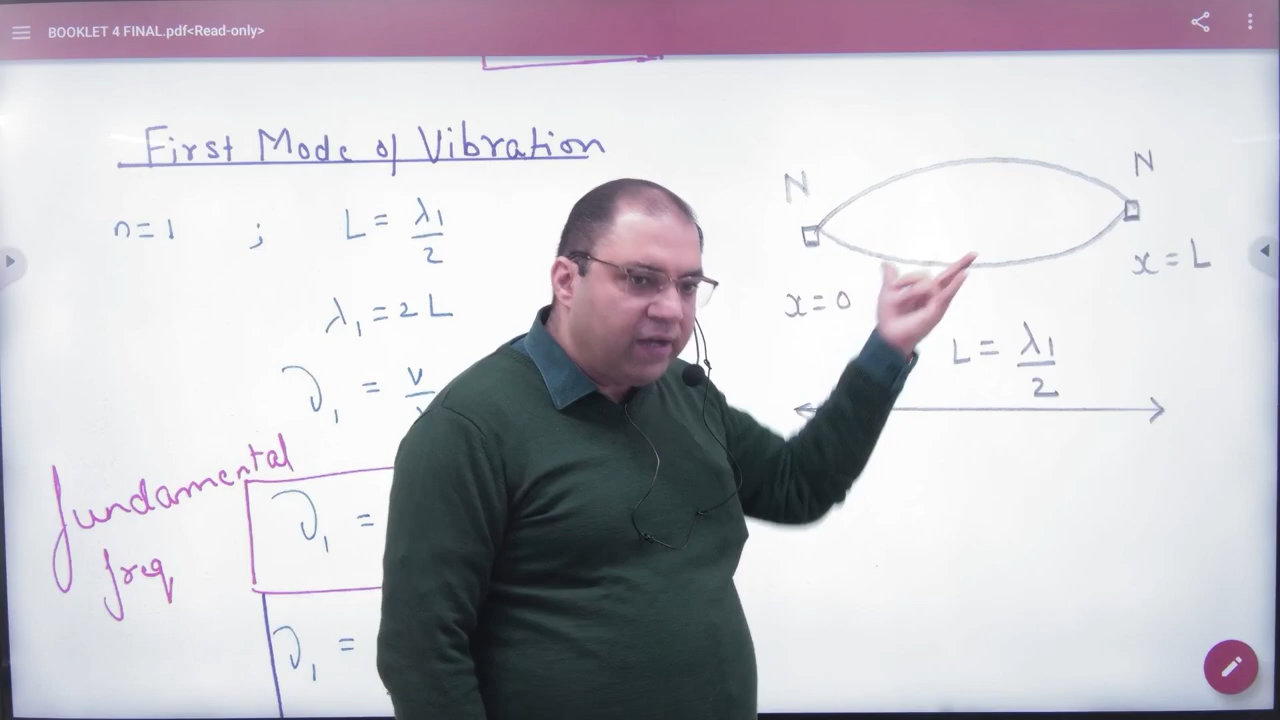 BOOKLET 4 FINAL.pdf<Read-only>
First Mode of Vibration
n=1 ; L = λ₁/2
λ₁ = 2L
ν₁ = v
fundamental
freq
ν₁ =
ν₁ =
N
N
x=0
x=L
L = λ₁/2